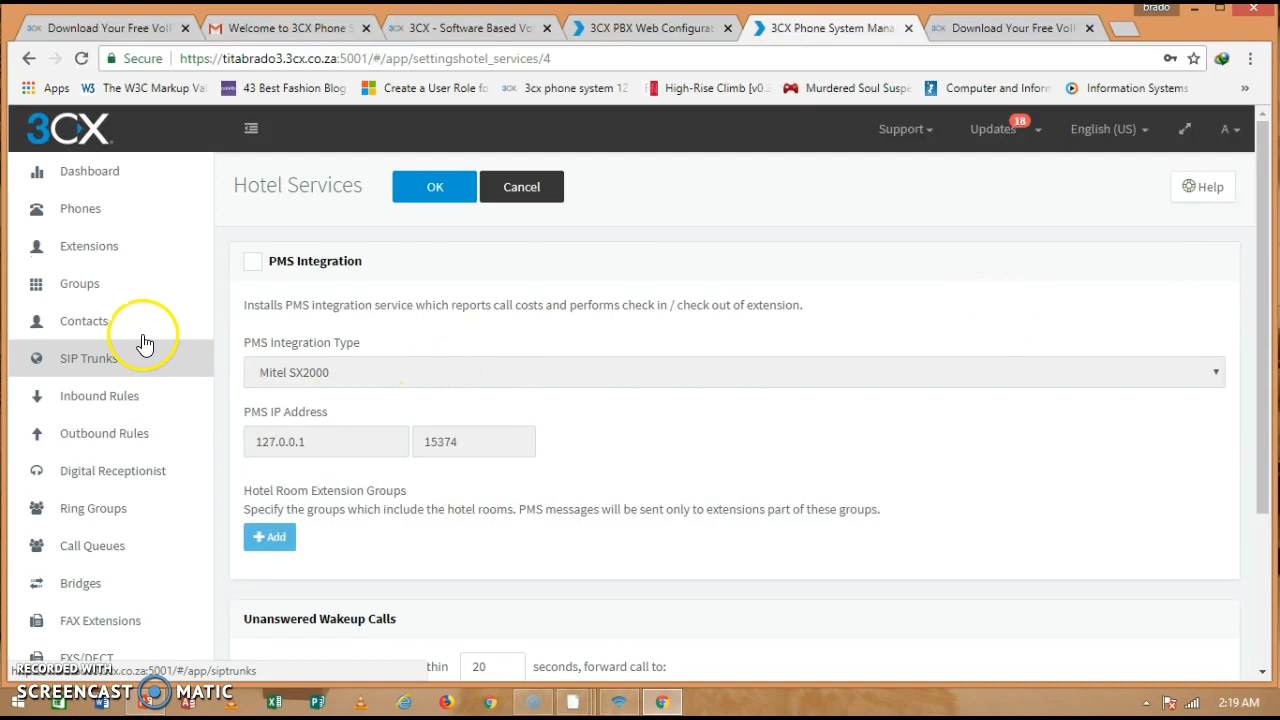 brado
Download Your Free VoI
Welcome to 3CX Phone S
3CX - Software Based Vo
3CX PBX Web Configurat
3CX Phone System Mana
Download Your Free VoI
Secure
https://titabrado3.3cx.co.za:5001/#/app/settingshotel_services/4
Apps
The W3C Markup Val
43 Best Fashion Blog
Create a User Role fo
3cx phone system 12
High-Rise Climb [v0.
Murdered Soul Suspe
Computer and Inform
Information Systems
»
3CX
Support
Updates
18
English (US)
A
Dashboard
Phones
Extensions
Groups
Contacts
SIP Trunks
Inbound Rules
Outbound Rules
Digital Receptionist
Ring Groups
Call Queues
Bridges
FAX Extensions
FXS/DECT
Hotel Services
OK
Cancel
Help
PMS Integration
Installs PMS integration service which reports call costs and performs check in / check out of extension.
PMS Integration Type
Mitel SX2000
PMS IP Address
127.0.0.1
15374
Hotel Room Extension Groups
Specify the groups which include the hotel rooms. PMS messages will be sent only to extensions part of these groups.
+ Add
Unanswered Wakeup Calls
20
seconds, forward call to:
3cx.co.za:5001/#/app/siptrunks
RECORDED WITH
SCREENCAST MATIC
2:19 AM